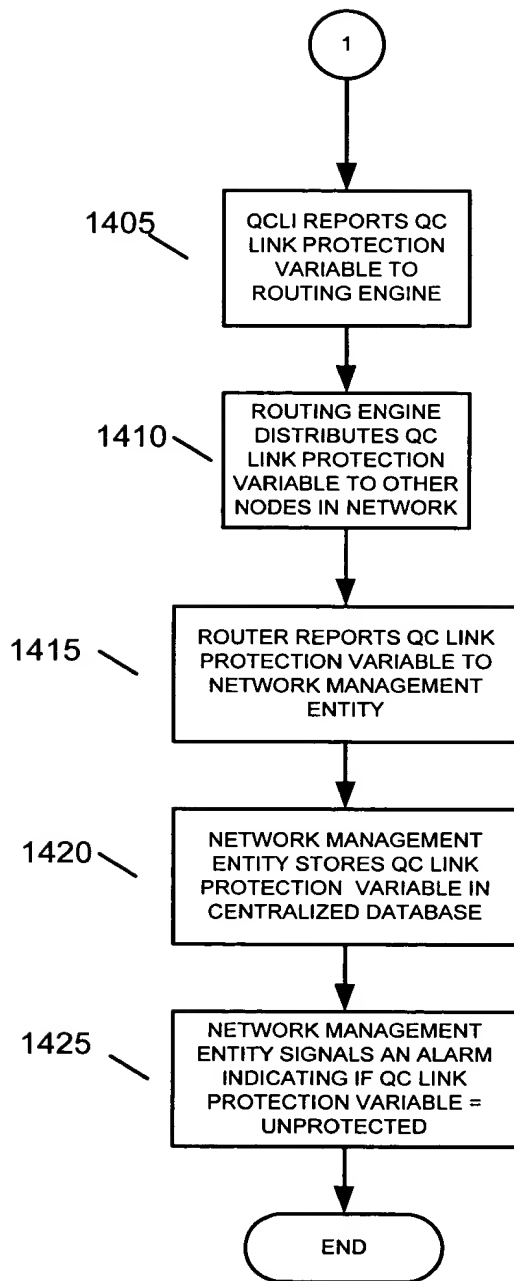 1
1405
QCLI REPORTS QC
LINK PROTECTION
VARIABLE TO
ROUTING ENGINE
1410
ROUTING ENGINE
DISTRIBUTES QC
LINK PROTECTION
VARIABLE TO OTHER
NODES IN NETWORK
1415
ROUTER REPORTS QC LINK
PROTECTION VARIABLE TO
NETWORK MANAGEMENT
ENTITY
1420
NETWORK MANAGEMENT
ENTITY STORES QC LINK
PROTECTION VARIABLE IN
CENTRALIZED DATABASE
1425
NETWORK MANAGEMENT
ENTITY SIGNALS AN ALARM
INDICATING IF QC LINK
PROTECTION VARIABLE =
UNPROTECTED
END